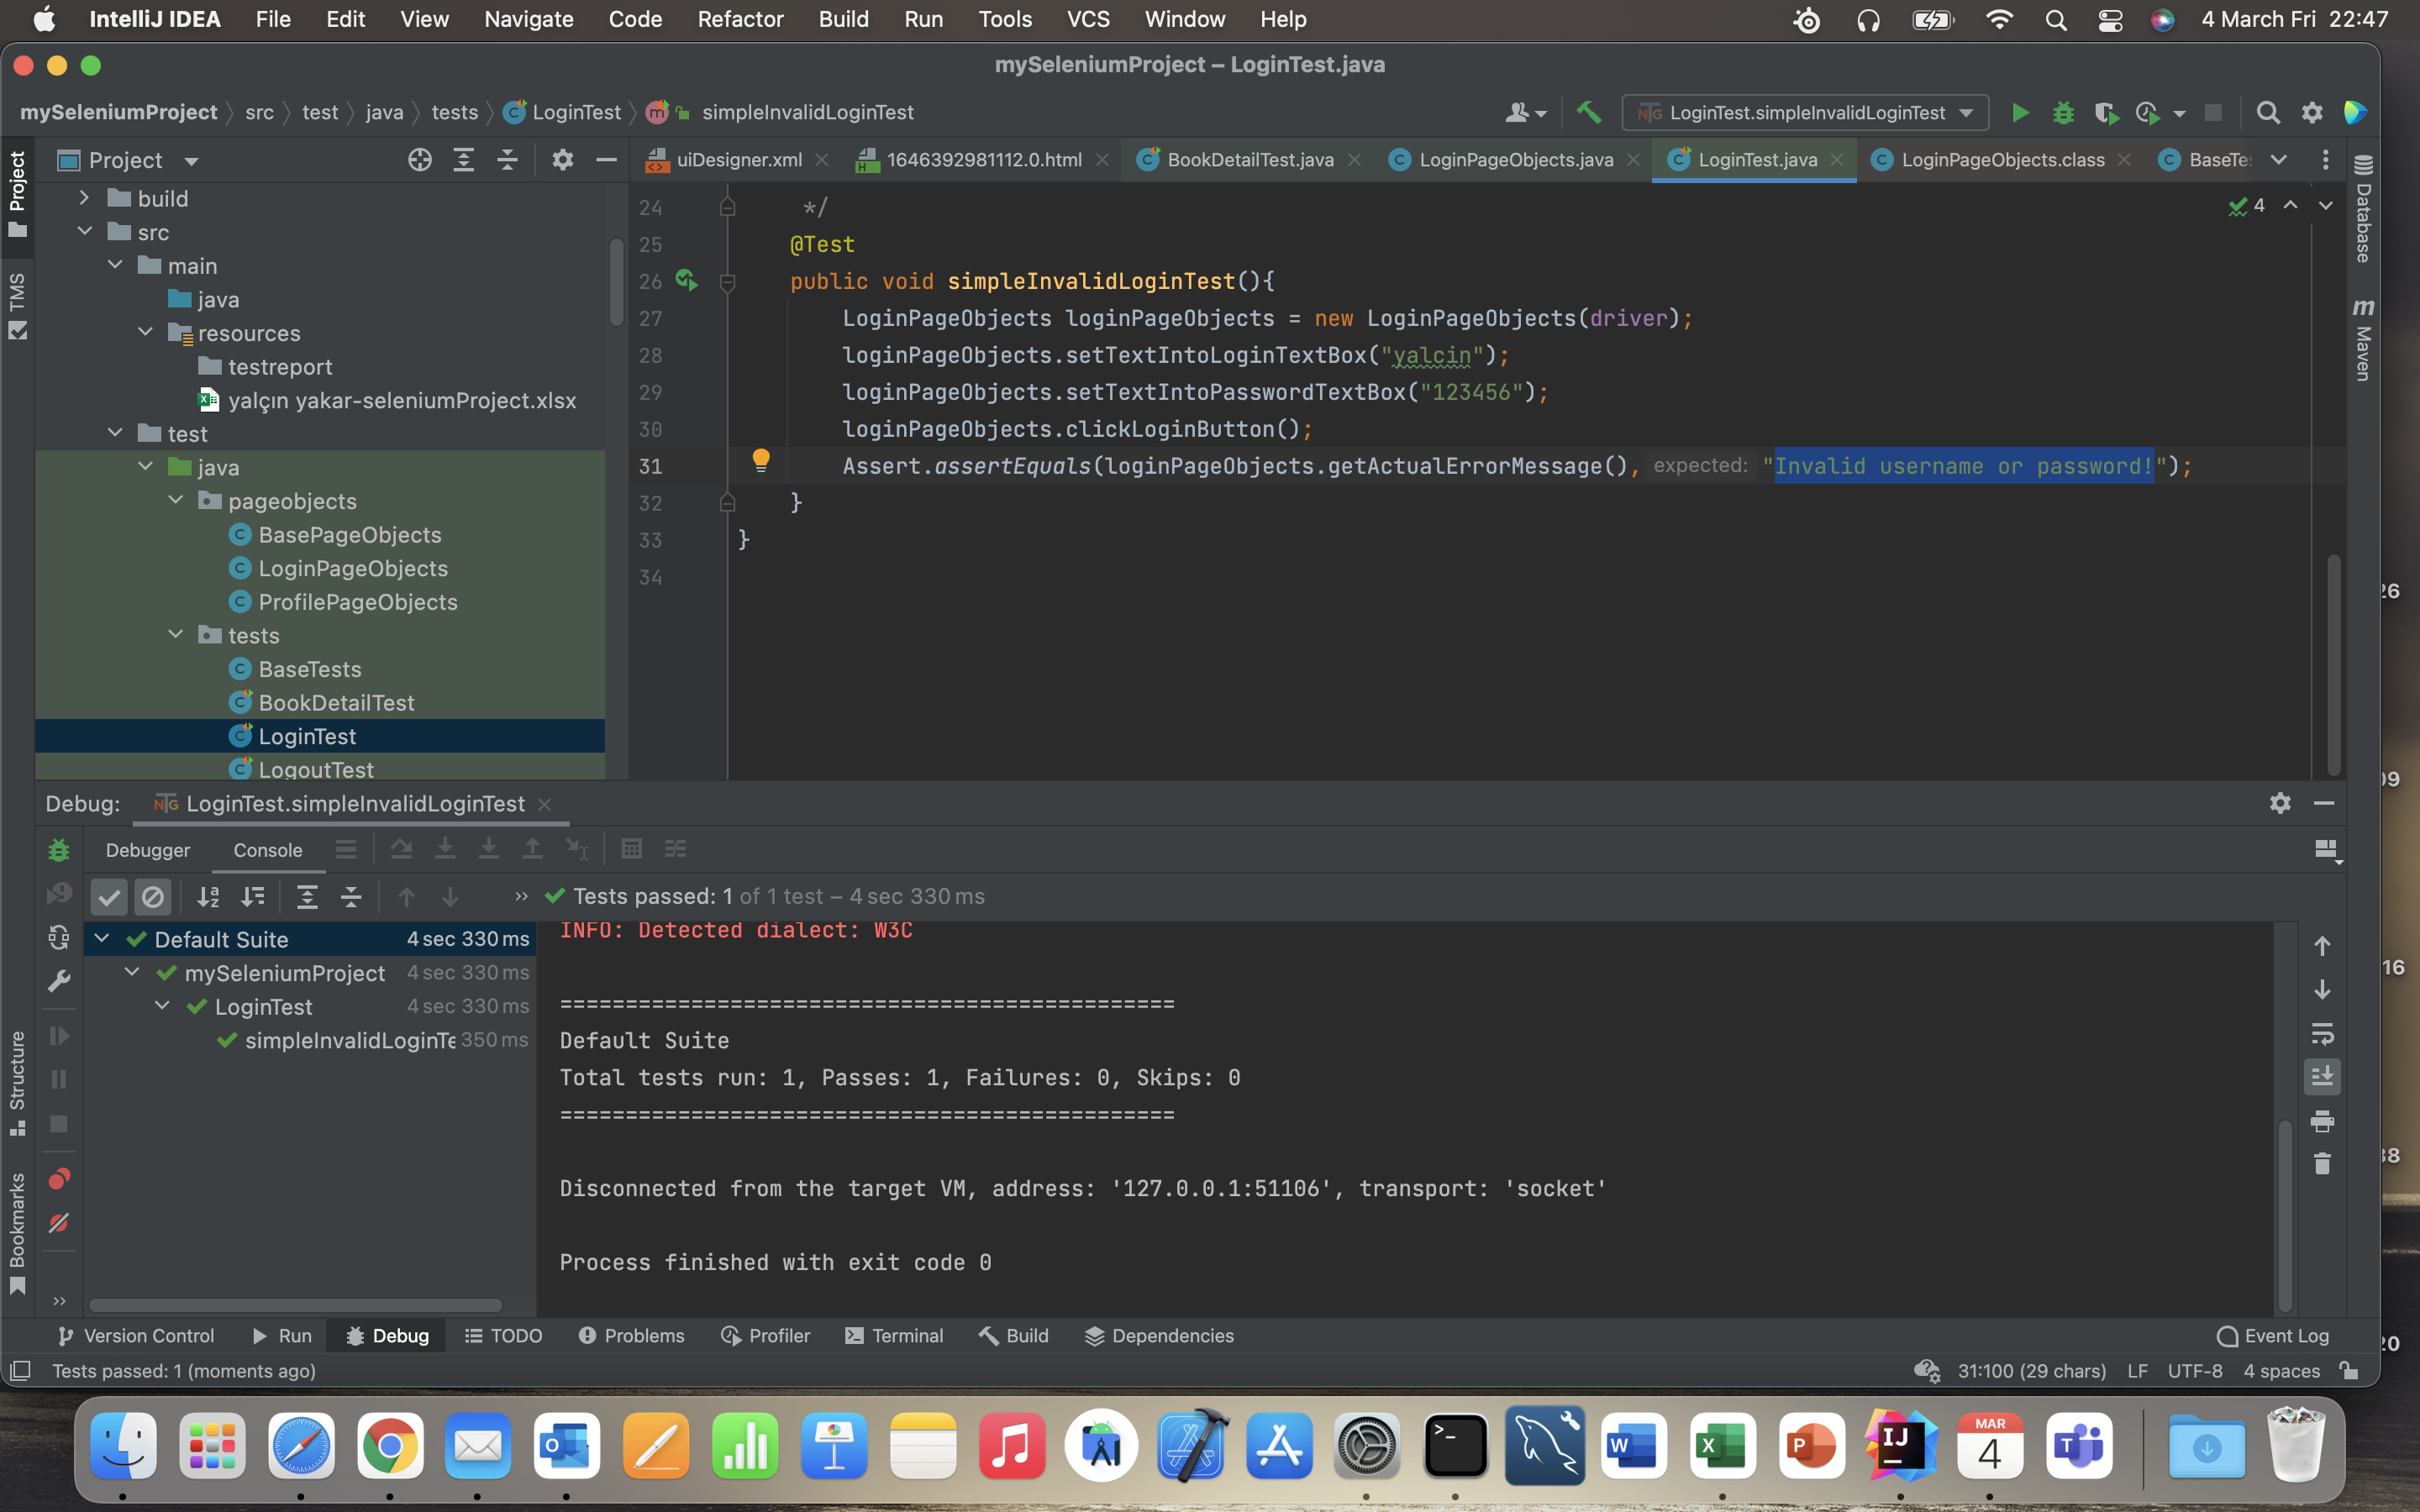 IntelliJ IDEA File Edit View Navigate Code Refactor Build Run Tools VCS Window Help 4 March Fri 22:47
mySeleniumProject – LoginTest.java
mySeleniumProject src test java tests LoginTest simpleInvalidLoginTest LoginTest.simpleInvalidLoginTest
Project uiDesigner.xml 1646392981112.0.html BookDetailTest.java LoginPageObjects.java LoginTest.java LoginPageObjects.class BaseTe
Project
TMS
Structure
Bookmarks
build
src
main
java
resources
testreport
yalçın yakar-seleniumProject.xlsx
test
java
pageobjects
BasePageObjects
LoginPageObjects
ProfilePageObjects
tests
BaseTests
BookDetailTest
LoginTest
LogoutTest
24 */
25 @Test
26 public void simpleInvalidLoginTest(){
27 LoginPageObjects loginPageObjects = new LoginPageObjects(driver);
28 loginPageObjects.setTextIntoLoginTextBox("yalcin");
29 loginPageObjects.setTextIntoPasswordTextBox("123456");
30 loginPageObjects.clickLoginButton();
31 Assert.assertEquals(loginPageObjects.getActualErrorMessage(), expected: "Invalid username or password!");
32 }
33 }
34
4
Database
m Maven
Debug: LoginTest.simpleInvalidLoginTest
Debugger Console
Tests passed: 1 of 1 test – 4 sec 330 ms
Default Suite 4 sec 330 ms
mySeleniumProject 4 sec 330 ms
LoginTest 4 sec 330 ms
simpleInvalidLoginTe 350 ms
INFO: Detected dialect: W3C
===============================================
Default Suite
Total tests run: 1, Passes: 1, Failures: 0, Skips: 0
===============================================
Disconnected from the target VM, address: '127.0.0.1:51106', transport: 'socket'
Process finished with exit code 0
Version Control Run Debug TODO Problems Profiler Terminal Build Dependencies Event Log
Tests passed: 1 (moments ago) 31:100 (29 chars) LF UTF-8 4 spaces
26
16
MAR
4